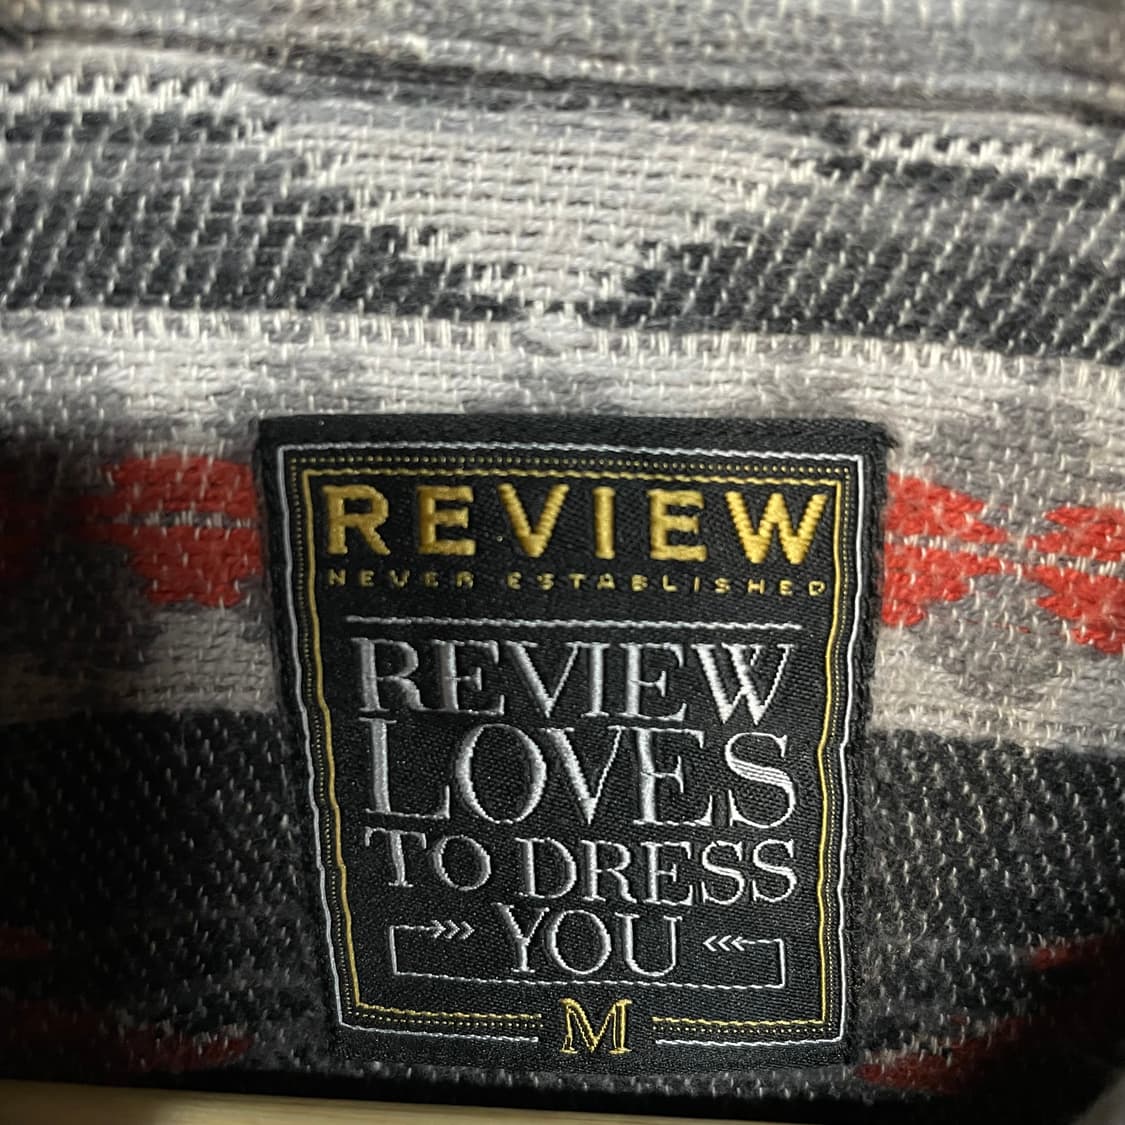 REVIEW
NEVER ESTABLISHED
REVIEW
LOVES
TO DRESS
YOU
M